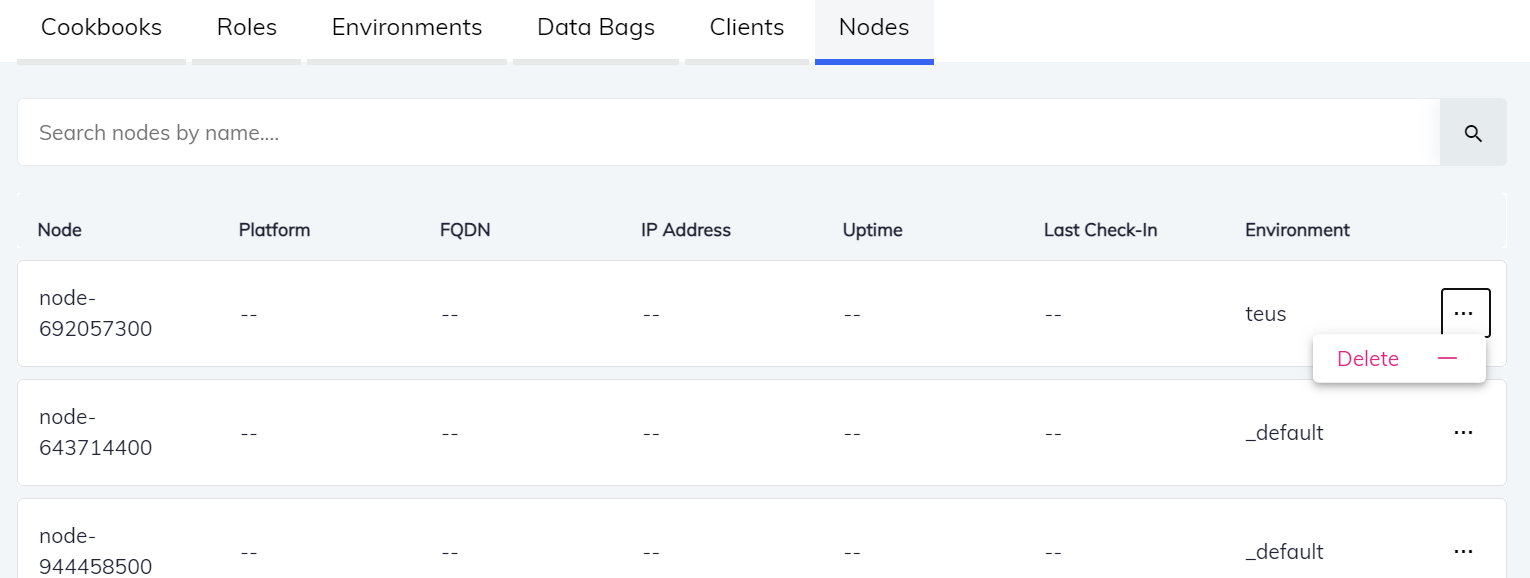 Cookbooks Roles Environments Data Bags Clients Nodes
Search nodes by name....
Node Platform FQDN IP Address Uptime Last Check-In Environment
node-
692057300 -- -- -- -- -- teus ...
Delete —
node-
643714400 -- -- -- -- -- _default ...
node-
944458500 -- -- -- -- -- _default ...